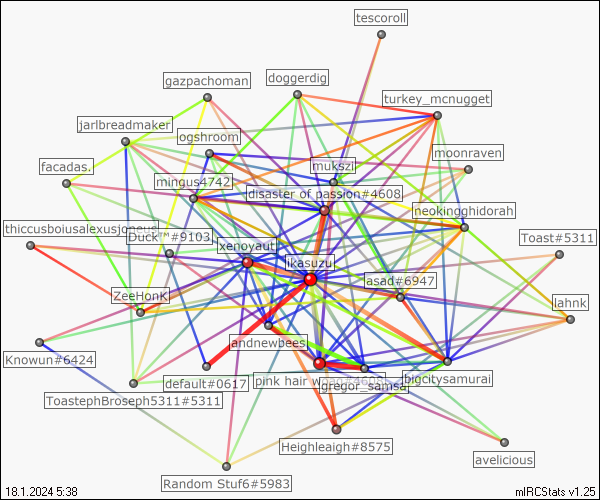 tescoroll
gazpachoman
doggerdig
turkey_mcnugget
jarlbreadmaker
ogshroom
moonraven
facadas.
mukszi
mingus4742
disaster of passion#4608
neokingghidorah
thiccusboiusalexusjoneus
Duck™#9103
Toast#5311
xenoyauti
ikasuzu
asad#6947
ZeeHonK
lahnk
andnewbees
Knowun#6424
default#0617
pink hair
gregor_samsa
bigcitysamurai
ToastephBroseph5311#5311
Heighleaigh#8575
avelicious
Random Stuf6#5983
18.1.2024 5:38
mIRCStats v1.25